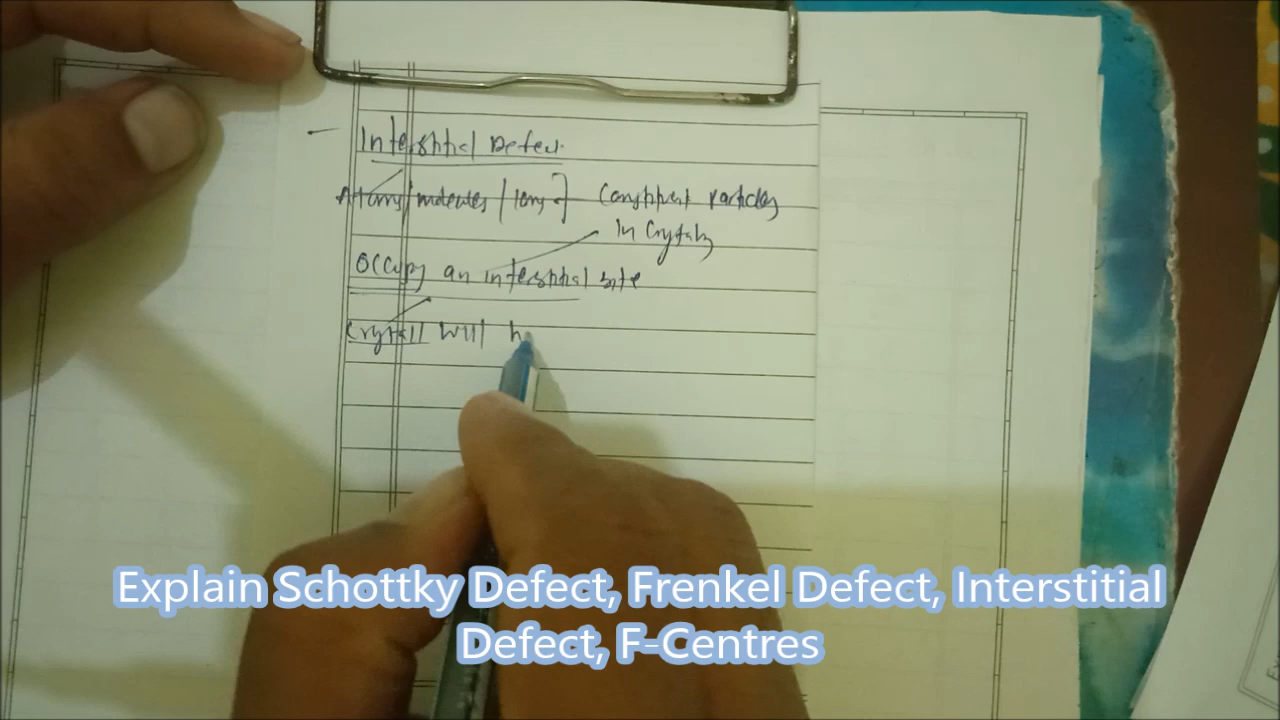 Interstitial Defect.
Atoms/molecules/Ions] Constituent Particles
In Crystals
Occupy an interstitial site
Crystall will h
Explain Schottky Defect, Frenkel Defect, Interstitial
Defect, F-Centres